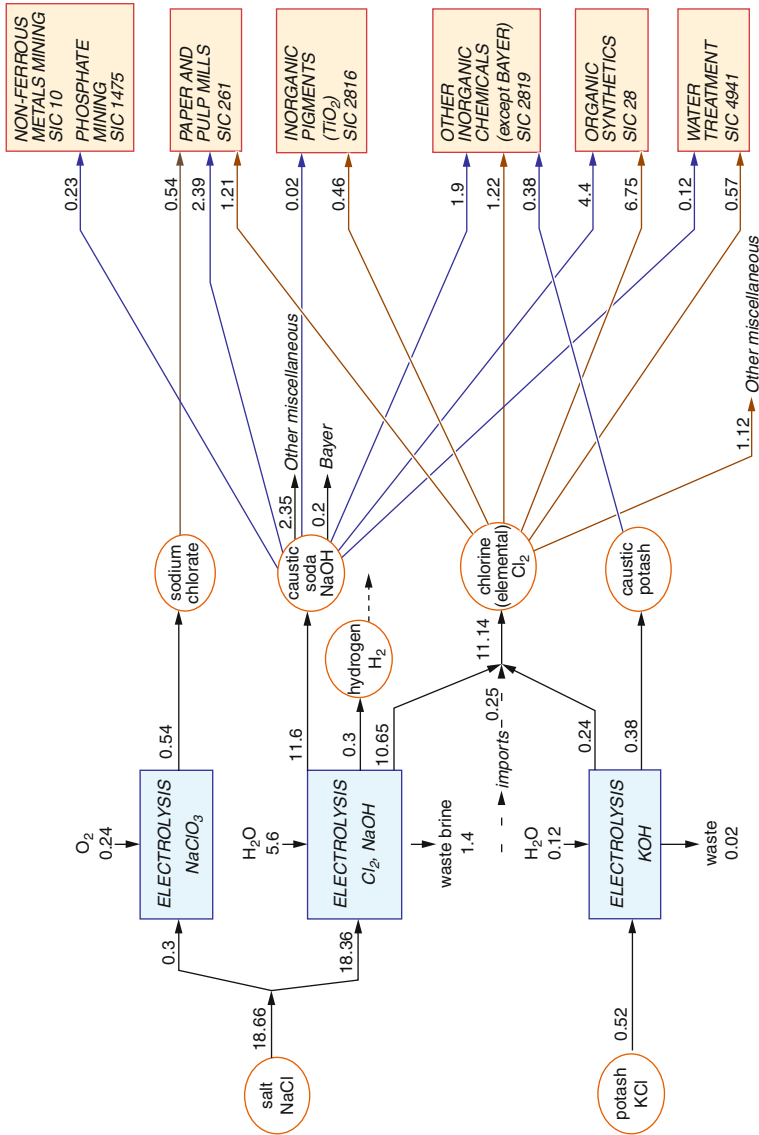 salt
NaCl
18.66
0.3
18.36
O2
0.24
ELECTROLYSIS
NaClO3
0.54
sodium
chlorate
H2O
5.6
ELECTROLYSIS
Cl2, NaOH
waste brine
1.4
11.6
0.3
10.65
hydrogen
H2
caustic
soda
NaOH
2.35
Other miscellaneous
0.2
Bayer
imports
0.25
11.14
chlorine
(elemental)
Cl2
potash
KCl
0.52
H2O
0.12
ELECTROLYSIS
KOH
waste
0.02
0.24
0.38
caustic
potash
1.12
Other miscellaneous
0.23
NON-FERROUS
METALS MINING
SIC 10
PHOSPHATE
MINING
SIC 1475
0.54
2.39
1.21
PAPER AND
PULP MILLS
SIC 261
0.02
0.46
INORGANIC
PIGMENTS
(TiO2)
SIC 2816
1.9
1.22
0.38
OTHER
INORGANIC
CHEMICALS
(except BAYER)
SIC 2819
4.4
6.75
ORGANIC
SYNTHETICS
SIC 28
0.12
0.57
WATER
TREATMENT
SIC 4941